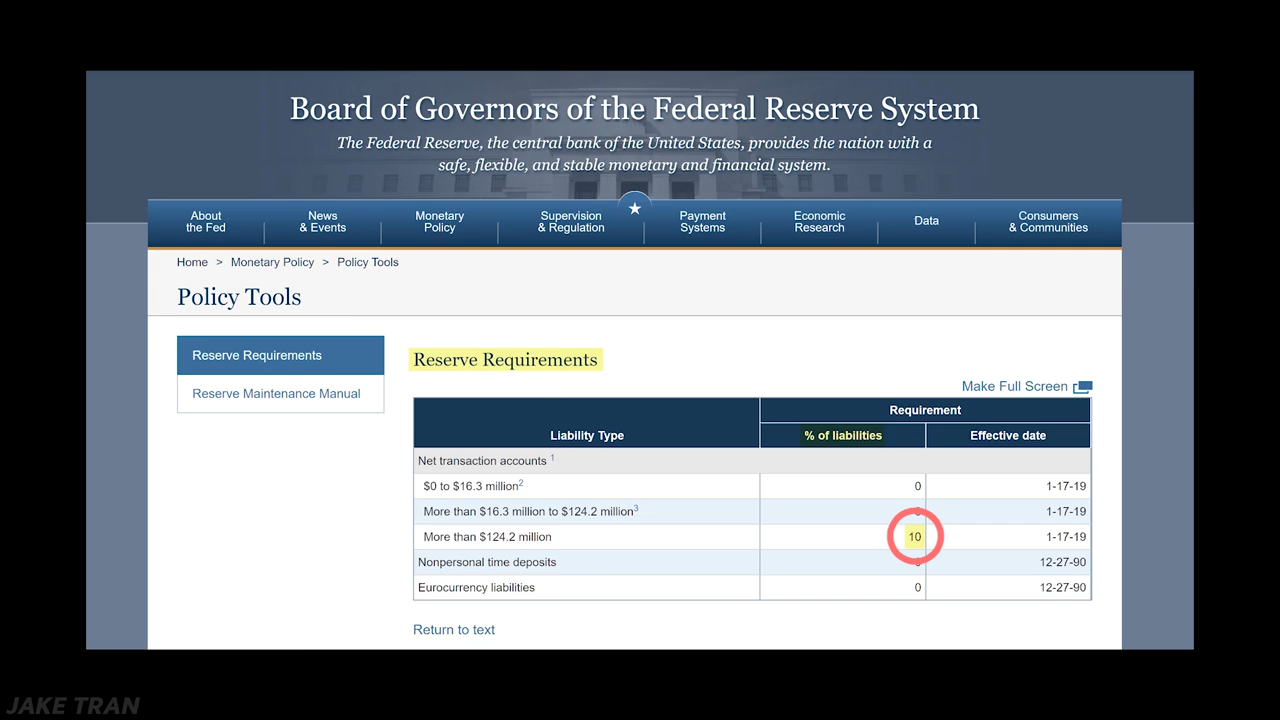 Board of Governors of the Federal Reserve System
The Federal Reserve, the central bank of the United States, provides the nation with a
safe, flexible, and stable monetary and financial system.
About the Fed
News & Events
Monetary Policy
Supervision & Regulation
Payment Systems
Economic Research
Data
Consumers & Communities
Home > Monetary Policy > Policy Tools
Policy Tools
Reserve Requirements
Reserve Maintenance Manual
Reserve Requirements
Make Full Screen
Liability Type
Requirement
% of liabilities
Effective date
Net transaction accounts 1
$0 to $16.3 million2 0 1-17-19
More than $16.3 million to $124.2 million3 1-17-19
More than $124.2 million 10 1-17-19
Nonpersonal time deposits 12-27-90
Eurocurrency liabilities 0 12-27-90
Return to text
JAKE TRAN